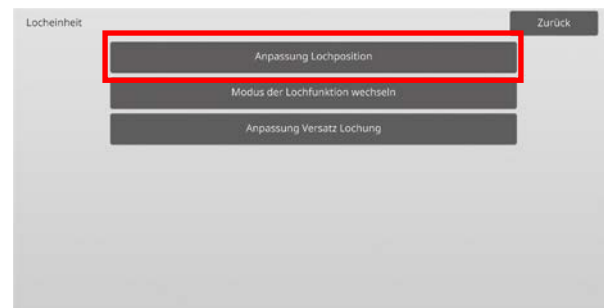 Locheinheit
Zurück
Anpassung Lochposition
Modus der Lochfunktion wechseln
Anpassung Versatz Lochung